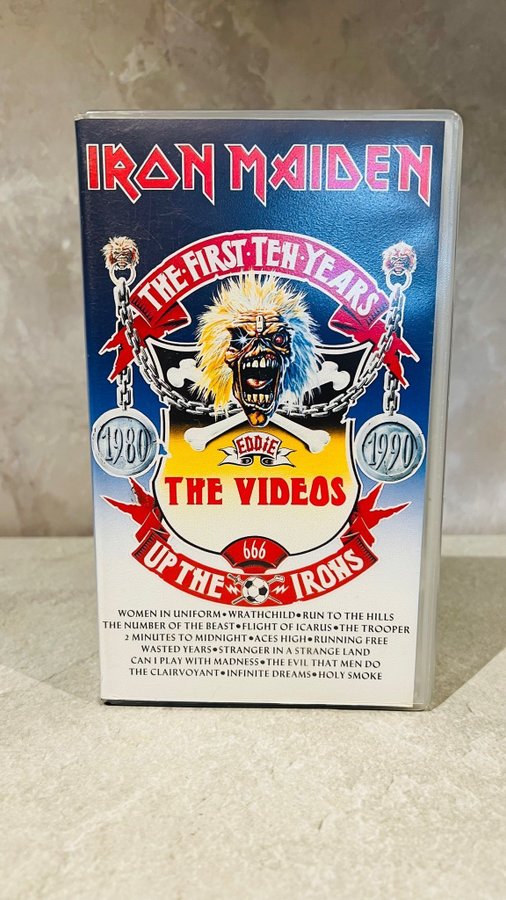 IRON MAIDEN
THE·FIRST·TEN·YEARS
1980
1990
EDDIE
THE VIDEOS
666
UP THE IRONS
WOMEN IN UNIFORM●WRATHCHILD●RUN TO THE HILLS
THE NUMBER OF THE BEAST●FLIGHT OF ICARUS●THE TROOPER
2 MINUTES TO MIDNIGHT●ACES HIGH●RUNNING FREE
WASTED YEARS●STRANGER IN A STRANGE LAND
CAN I PLAY WITH MADNESS●THE EVIL THAT MEN DO
THE CLAIRVOYANT●INFINITE DREAMS●HOLY SMOKE